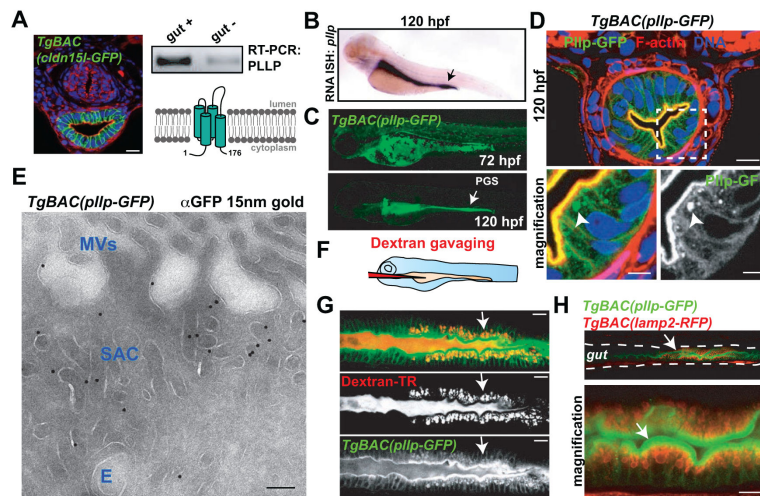 A
TgBAC
(cldn15l-GFP)
gut +
gut -
RT-PCR:
PLLP
lumen
cytoplasm
1
176
B
120 hpf
RNA ISH: pllp
C
TgBAC(pllp-GFP)
72 hpf
PGS
120 hpf
D
TgBAC(pllp-GFP)
Pllp-GFP F-actin DNA
120 hpf
magnification
Pllp-GF
E
TgBAC(pllp-GFP) αGFP 15nm gold
MVs
SAC
E
F
Dextran gavaging
G
Dextran-TR
TgBAC(pllp-GFP)
H
TgBAC(pllp-GFP)
TgBAC(lamp2-RFP)
gut
magnification